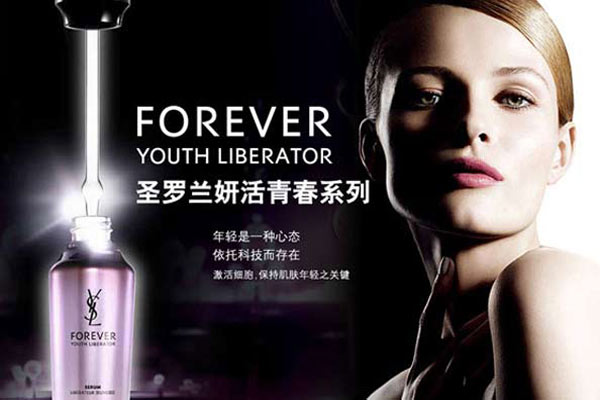 FOREVER
YOUTH LIBERATOR
圣罗兰妍活青春系列
年轻是一种心态
依托科技而存在
激活细胞,保持肌肤年轻之关键
YSL
FOREVER
YOUTH LIBERATOR
SERUM